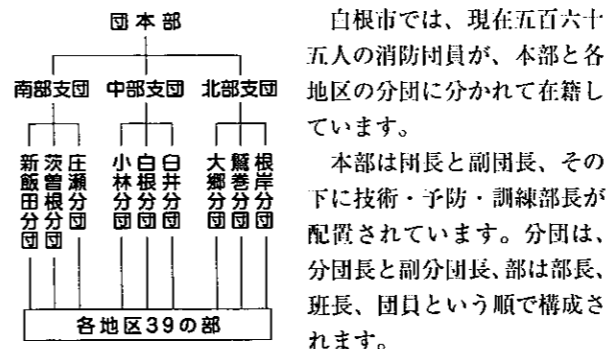 団本部
南部支団 中部支団 北部支団
新飯田分団
茨曽根分団
庄瀬分団
小林分団
白根分団
臼井分団
大郷分団
鷲巻分団
根岸分団
各地区39の部
白根市では、現在五百六十
五人の消防団員が、本部と各
地区の分団に分かれて在籍し
ています。
本部は団長と副団長、その
下に技術・予防・訓練部長が
配置されています。分団は、
分団長と副分団長、部は部長、
班長、団員という順で構成さ
れます。